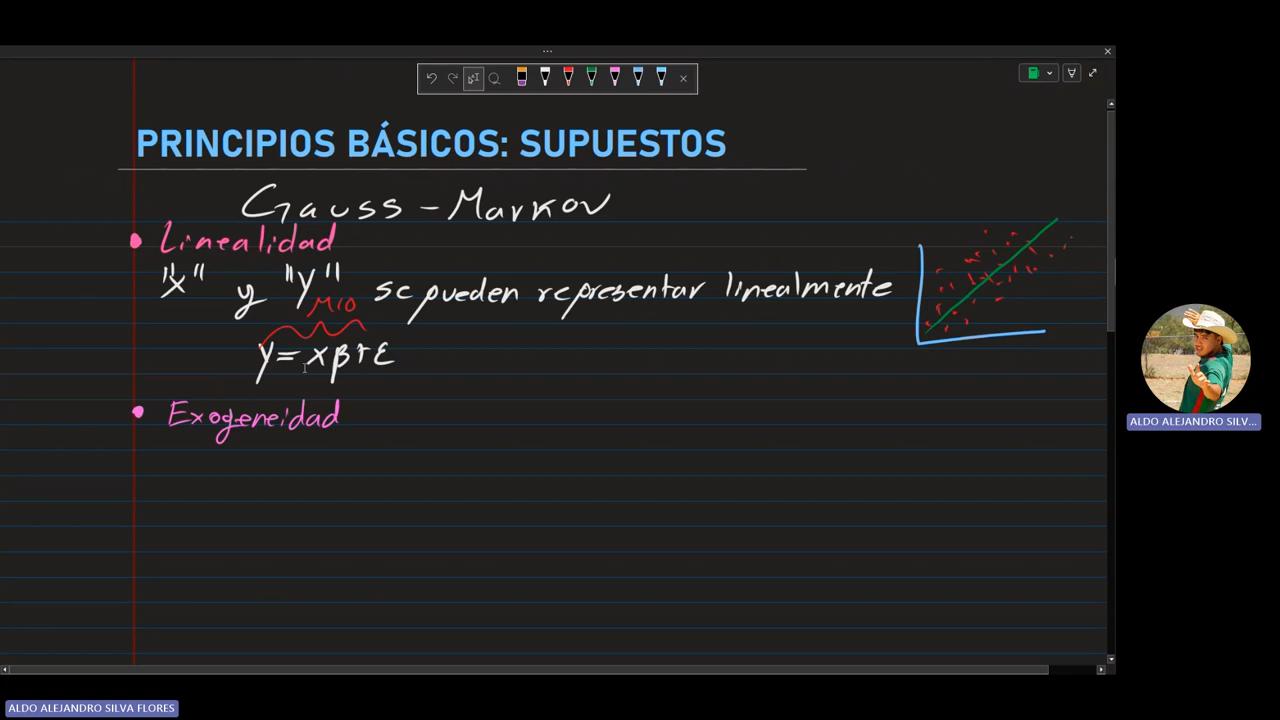 PRINCIPIOS BÁSICOS: SUPUESTOS
Gauss-Markov
• Linealidad
"X" y "Y" se pueden representar linealmente
MIO
Y=Xβ+ε
• Exogeneidad
ALDO ALEJANDRO SILV...
ALDO ALEJANDRO SILVA FLORES